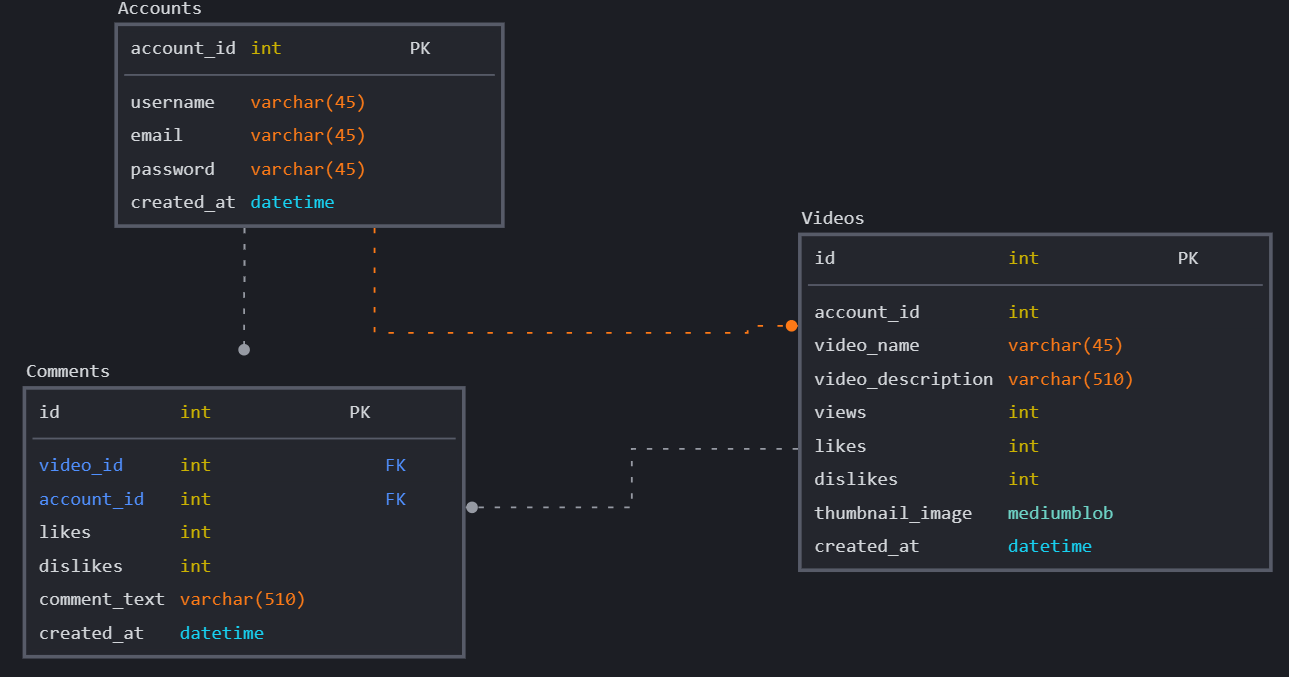 Accounts
account_id int PK
username varchar(45)
email varchar(45)
password varchar(45)
created_at datetime
Videos
id int PK
account_id int
video_name varchar(45)
video_description varchar(510)
views int
likes int
dislikes int
thumbnail_image mediumblob
created_at datetime
Comments
id int PK
video_id int FK
account_id int FK
likes int
dislikes int
comment_text varchar(510)
created_at datetime